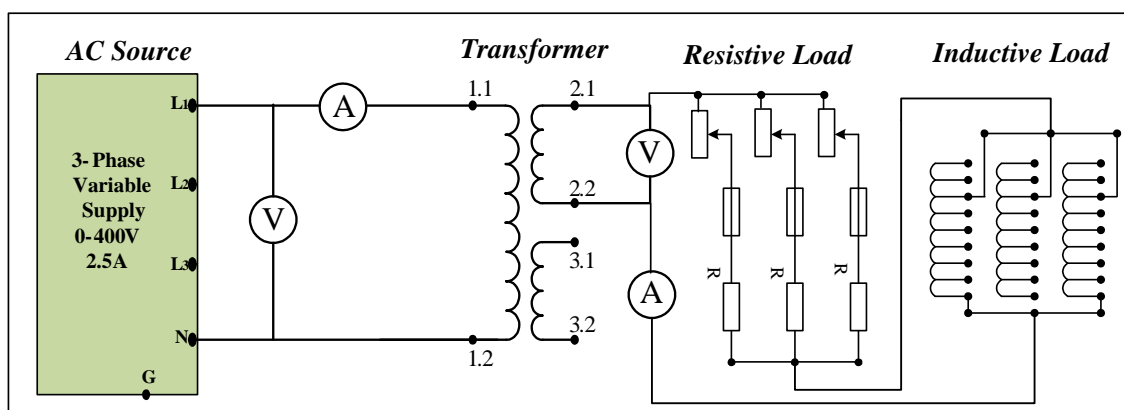 AC Source
Transformer
Resistive Load
Inductive Load
L1
A
1.1
2.1
3- Phase
Variable
Supply
0-400V
2.5A
L2
V
V
2.2
L3
3.1
A
R
R
R
N
1.2
3.2
G